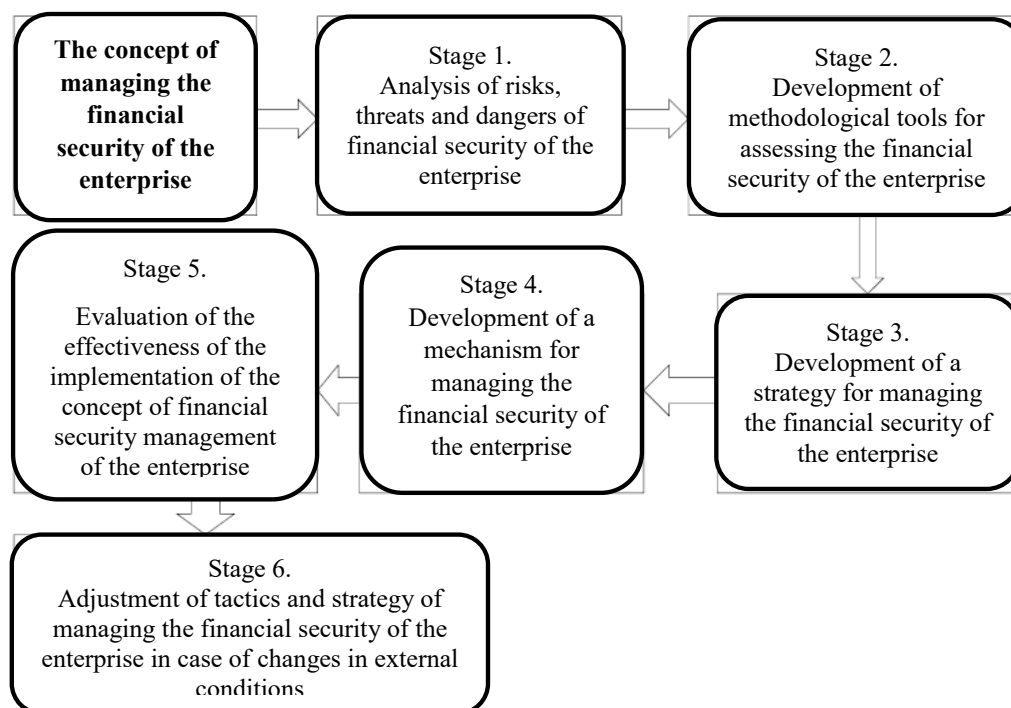 The concept of
managing the
financial
security of the
enterprise
Stage 1.
Analysis of risks,
threats and dangers of
financial security of the
enterprise
Stage 2.
Development of
methodological tools for
assessing the financial
security of the enterprise
Stage 3.
Development of a
strategy for managing
the financial security of
the enterprise
Stage 4.
Development of a
mechanism for
managing the
financial security of
the enterprise
Stage 5.
Evaluation of the
effectiveness of the
implementation of the
concept of financial
security management
of the enterprise
Stage 6.
Adjustment of tactics and strategy of
managing the financial security of the
enterprise in case of changes in external
conditions